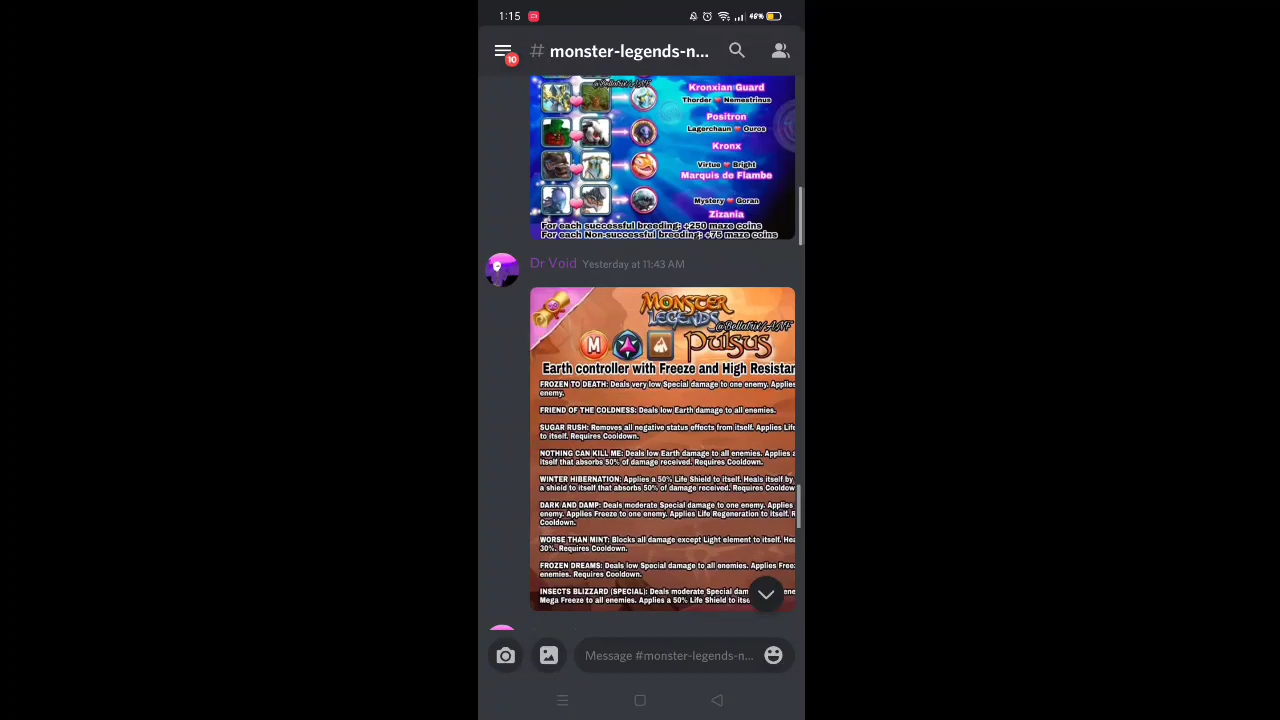 1:15
46%
10
# monster-legends-n...
@Bellatrix/ANF
Kronxian Guard
Thorder Nemestrinus
Positron
Lagerchaun Ouros
Kronx
Virtue Bright
Marquis de Flambe
Mystery Goran
Zizania
For each successful breeding: +250 maze coins
For each Non-successful breeding: +75 maze coins
Dr Void Yesterday at 11:43 AM
MONSTER
LEGENDS
@Bellatrix/ANF
M Pulsus
Earth controller with Freeze and High Resistan
FROZEN TO DEATH: Deals very low Special damage to one enemy. Applies
enemy.
FRIEND OF THE COLDNESS: Deals low Earth damage to all enemies.
SUGAR RUSH: Removes all negative status effects from itself. Applies Life
to itself. Requires Cooldown.
NOTHING CAN KILL ME: Deals low Earth damage to all enemies. Applies a
itself that absorbs 50% of damage received. Requires Cooldown.
WINTER HIBERNATION: Applies a 50% Life Shield to itself. Heals itself by
a shield to itself that absorbs 50% of damage received. Requires Cooldow
DARK AND DAMP: Deals moderate Special damage to one enemy. Applies
enemy. Applies Freeze to one enemy. Applies Life Regeneration to itself. R
Cooldown.
WORSE THAN MINT: Blocks all damage except Light element to itself. Hea
30%. Requires Cooldown.
FROZEN DREAMS: Deals low Special damage to all enemies. Applies Freez
enemies. Requires Cooldown.
INSECTS BLIZZARD (SPECIAL): Deals moderate Special dam ene
Mega Freeze to all enemies. Applies a 50% Life Shield to itse
Message #monster-legends-n...